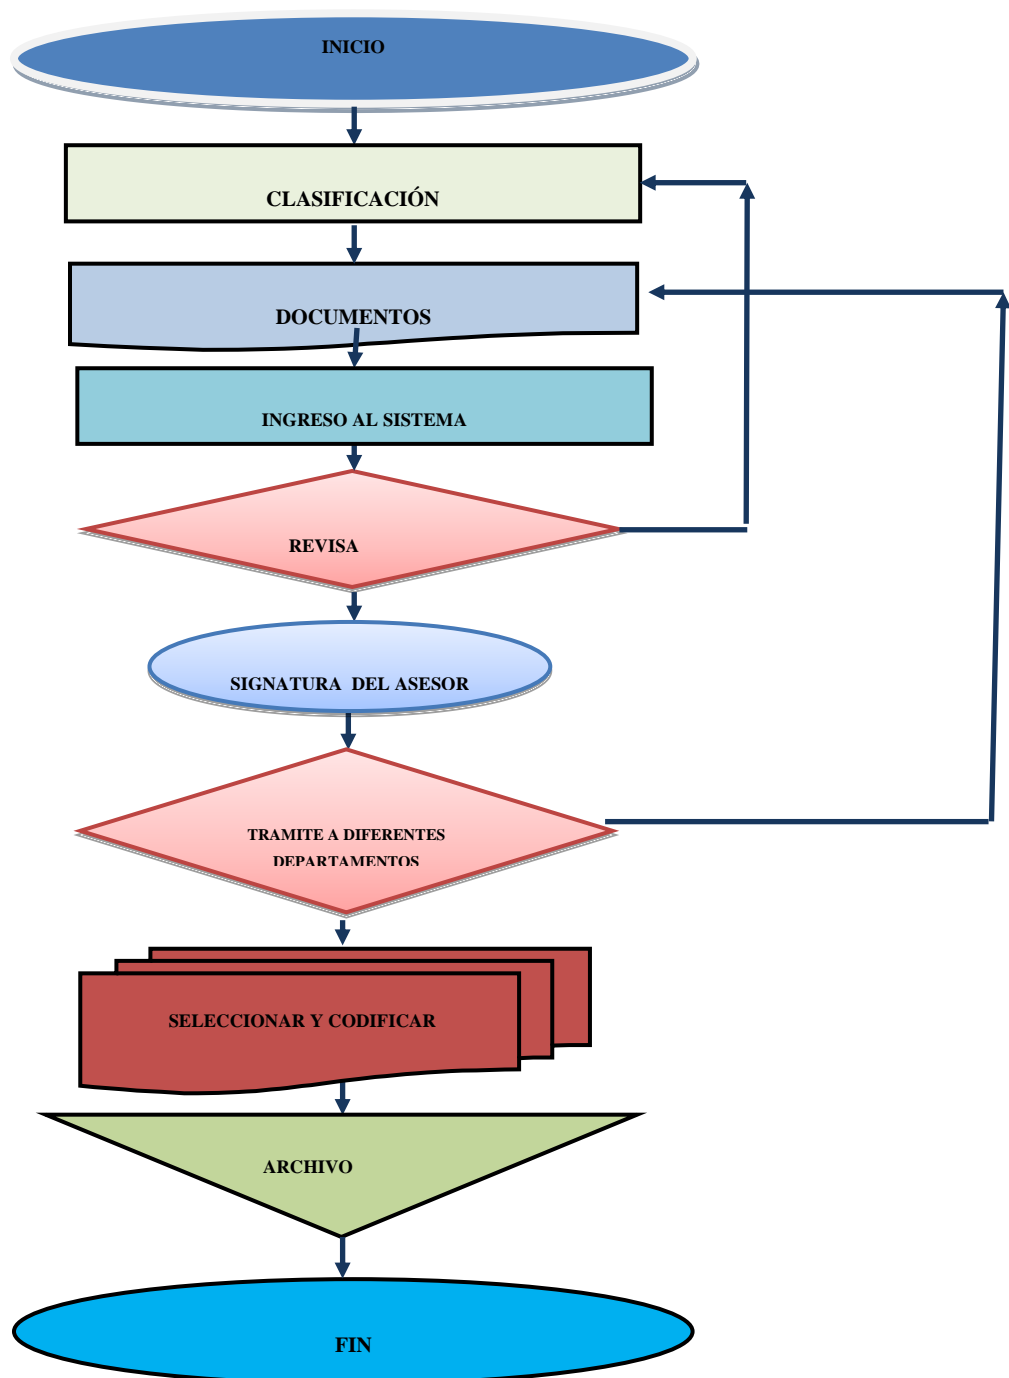 INICIO
CLASIFICACIÓN
DOCUMENTOS
INGRESO AL SISTEMA
REVISA
SIGNATURA DEL ASESOR
TRAMITE A DIFERENTES
DEPARTAMENTOS
SELECCIONAR Y CODIFICAR
ARCHIVO
FIN